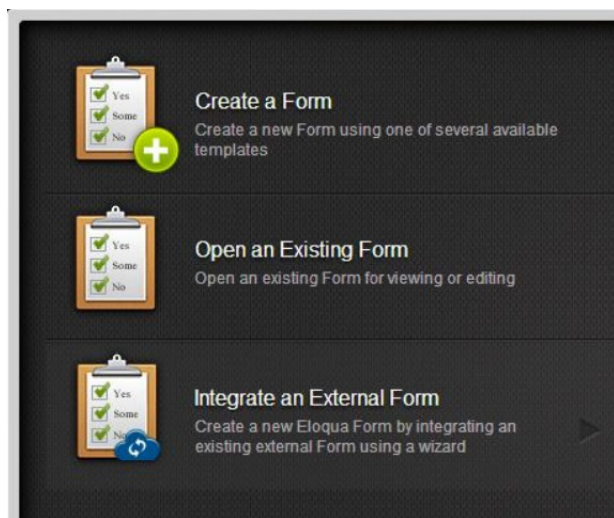 Yes
Some
No
Create a Form
Create a new Form using one of several available
templates
Yes
Some
No
Open an Existing Form
Open an existing Form for viewing or editing
Yes
Some
No
Integrate an External Form
Create a new Eloqua Form by integrating an
existing external Form using a wizard